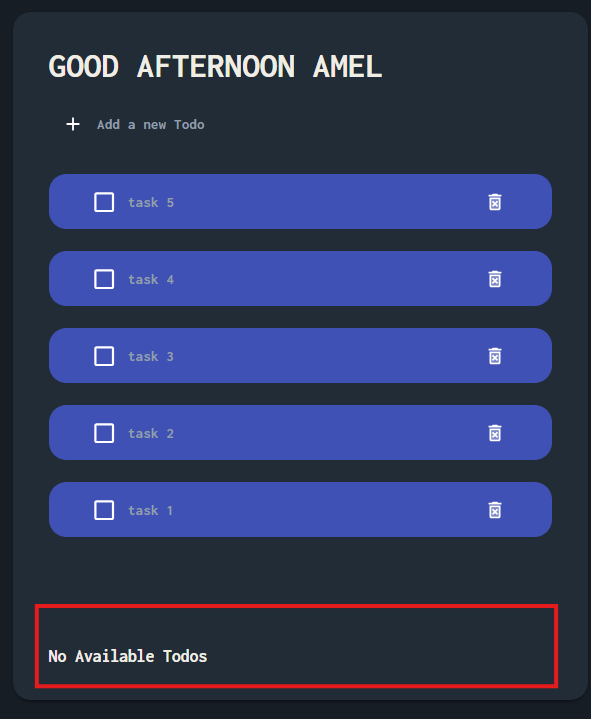 GOOD AFTERNOON AMEL
Add a new Todo
task 5
task 4
task 3
task 2
task 1
No Available Todos